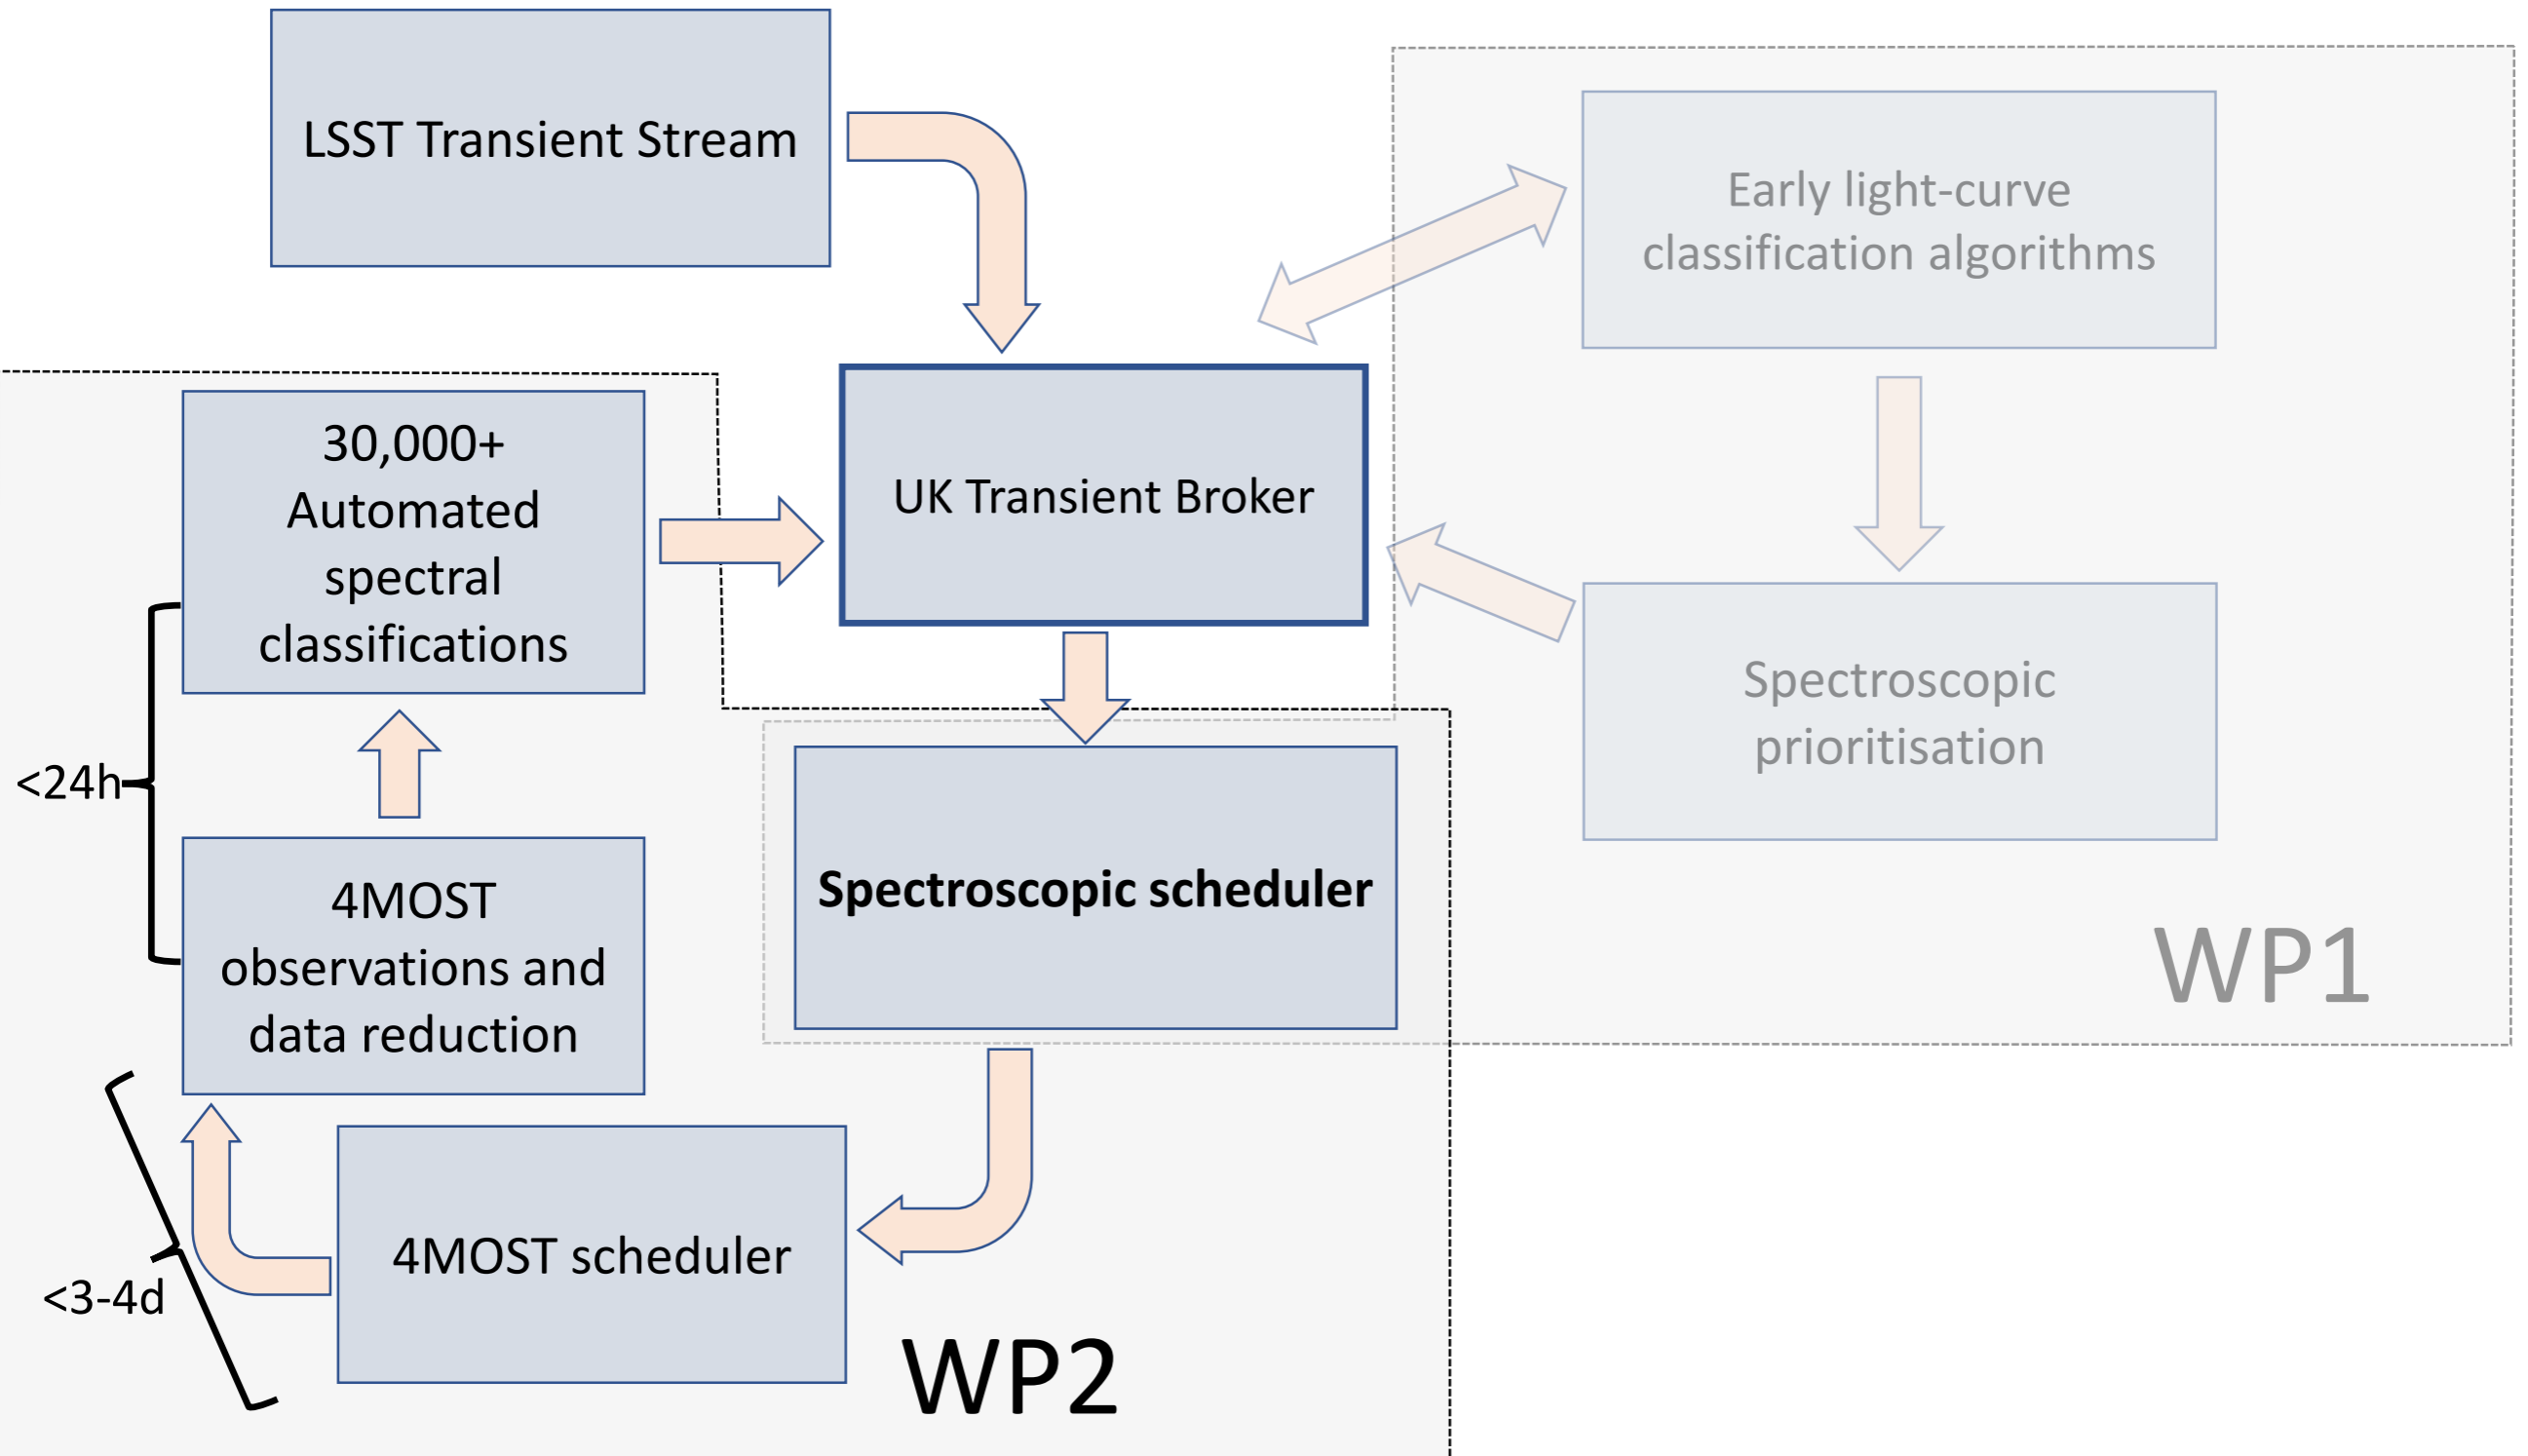 LSST Transient Stream
Early light-curve
classification algorithms
30,000+
Automated
spectral
classifications
UK Transient Broker
Spectroscopic
prioritisation
<24h
Spectroscopic scheduler
4MOST
observations and
data reduction
WP1
4MOST scheduler
<3-4d
WP2